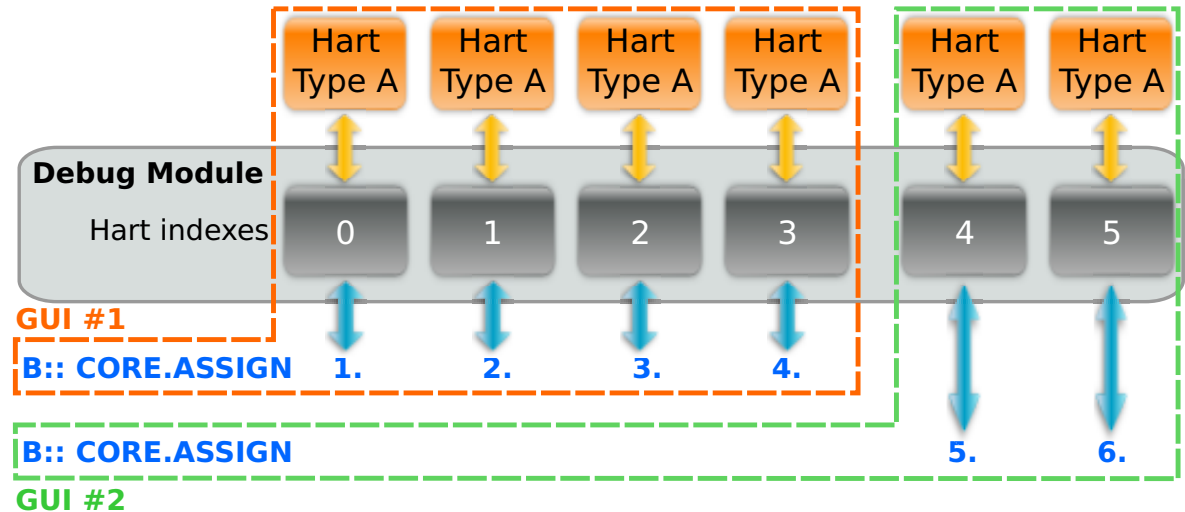 Hart Type A
Hart Type A
Hart Type A
Hart Type A
Hart Type A
Hart Type A
Debug Module
Hart indexes 0 1 2 3 4 5
GUI #1
B:: CORE.ASSIGN 1. 2. 3. 4.
B:: CORE.ASSIGN 5. 6.
GUI #2